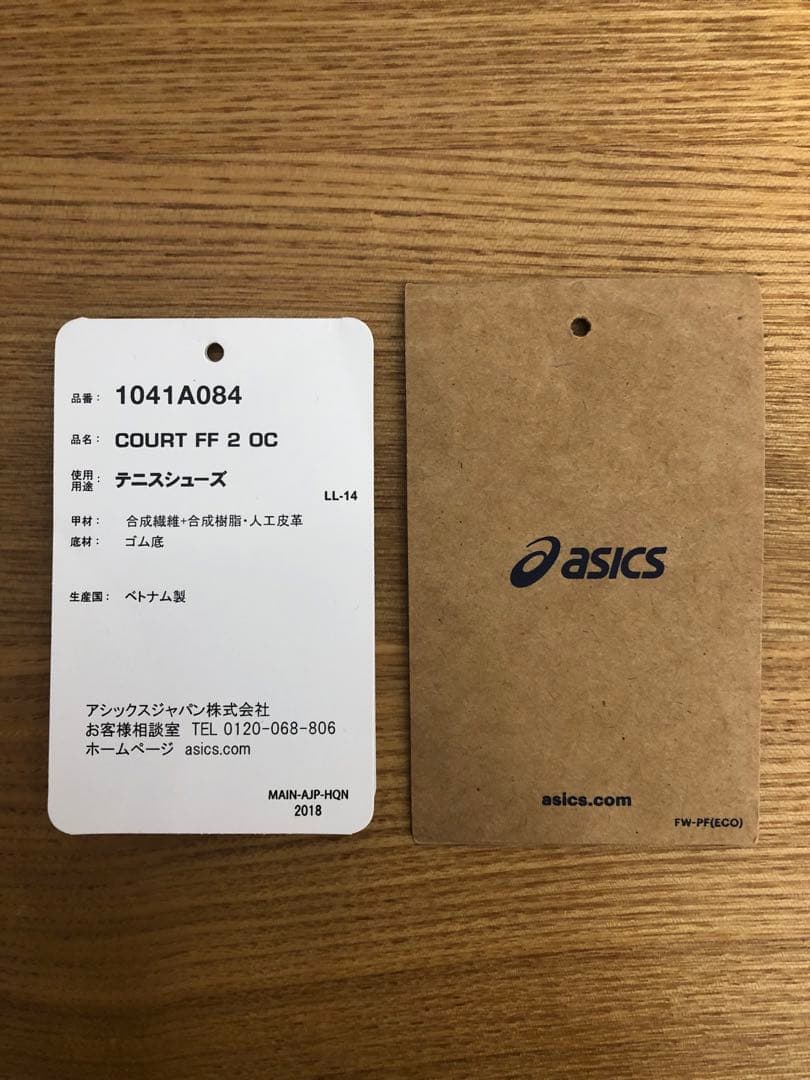 品番： 1041A084
品名： COURT FF 2 OC
使用
用途： テニスシューズ
LL-14
甲材： 合成繊維+合成樹脂・人工皮革
底材： ゴム底
生産国： ベトナム製
アシックスジャパン株式会社
お客様相談室 TEL 0120-068-806
ホームページ asics.com
MAIN-AJP-HQN
2018
asics
asics.com
FW-PF(ECO)